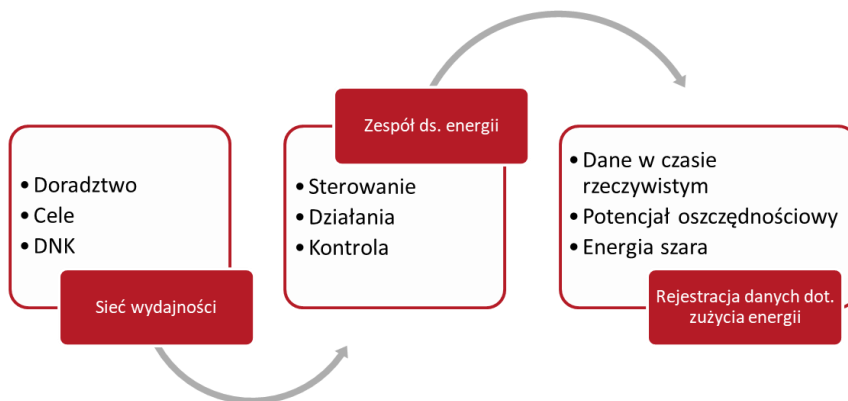 • Doradztwo
• Cele
• DNK
Sieć wydajności
Zespół ds. energii
• Sterowanie
• Działania
• Kontrola
• Dane w czasie
rzeczywistym
• Potencjał oszczędnościowy
• Energia szara
Rejestracja danych dot.
zużycia energii